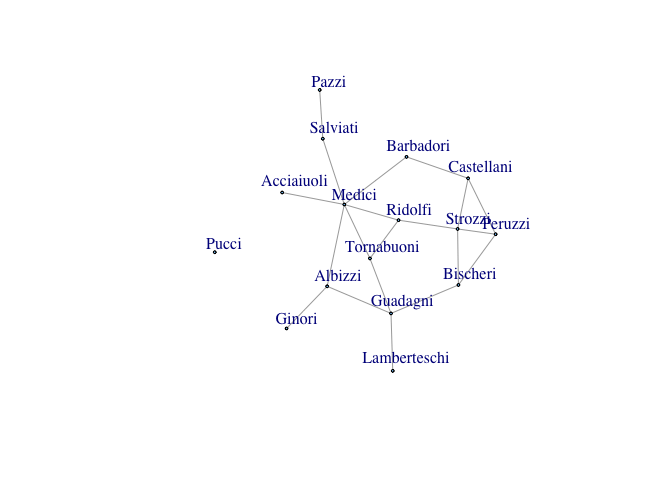 Pazzi
Salviati
Barbadori
Castellani
Acciaiuoli
Medici
Ridolfi
Strozzi
Peruzzi
Pucci
Tornabuoni
Albizzi
Bischeri
Guadagni
Ginori
Lamberteschi